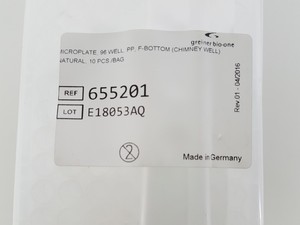 greiner bio-one
MICROPLATE, 96 WELL, PP, F-BOTTOM (CHIMNEY WELL)
NATURAL, 10 PCS./BAG
REF 655201
LOT E18053AQ
Rev.01 - 04/2016
2
Made in Germany